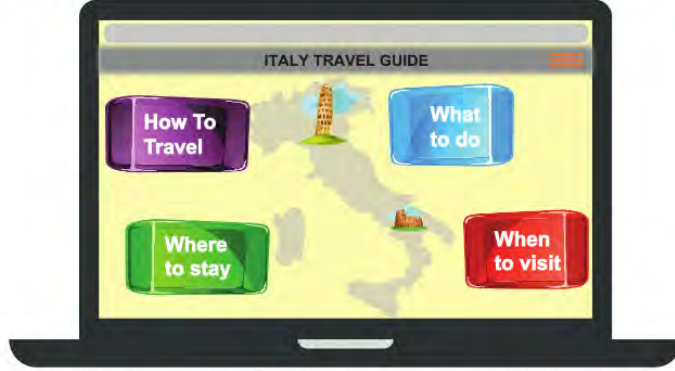 ITALY TRAVEL GUIDE
How To
Travel
What
to do
Where
to stay
When
to visit